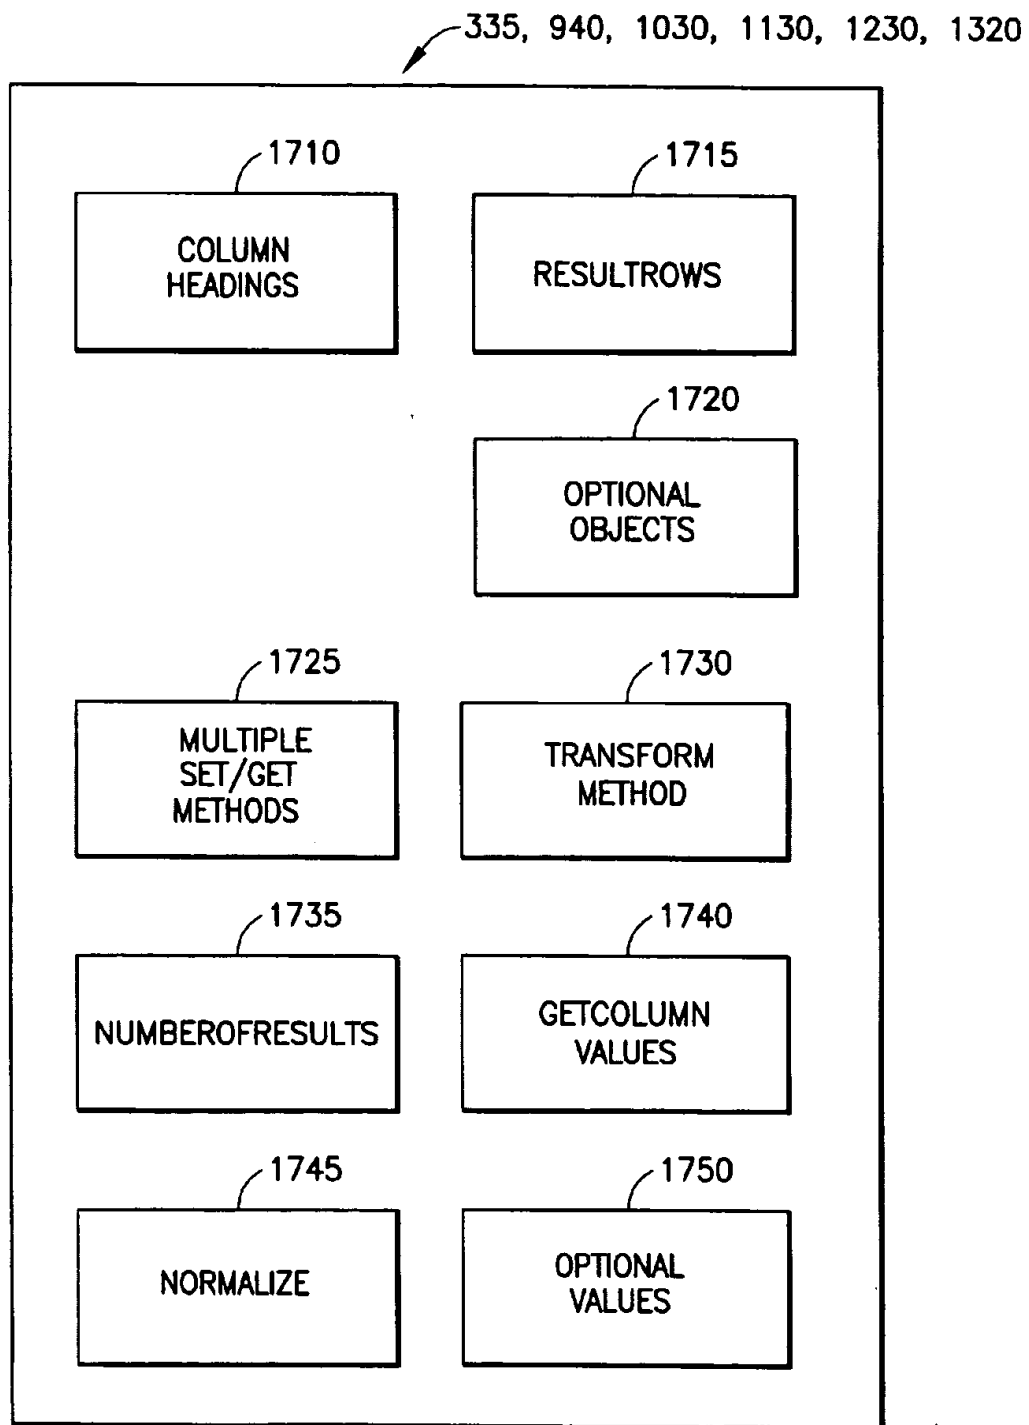 335, 940, 1030, 1130, 1230, 1320
1710
COLUMN
HEADINGS
1715
RESULTROWS
1720
OPTIONAL
OBJECTS
1725
MULTIPLE
SET/GET
METHODS
1730
TRANSFORM
METHOD
1735
NUMBEROFRESULTS
1740
GETCOLUMN
VALUES
1745
NORMALIZE
1750
OPTIONAL
VALUES